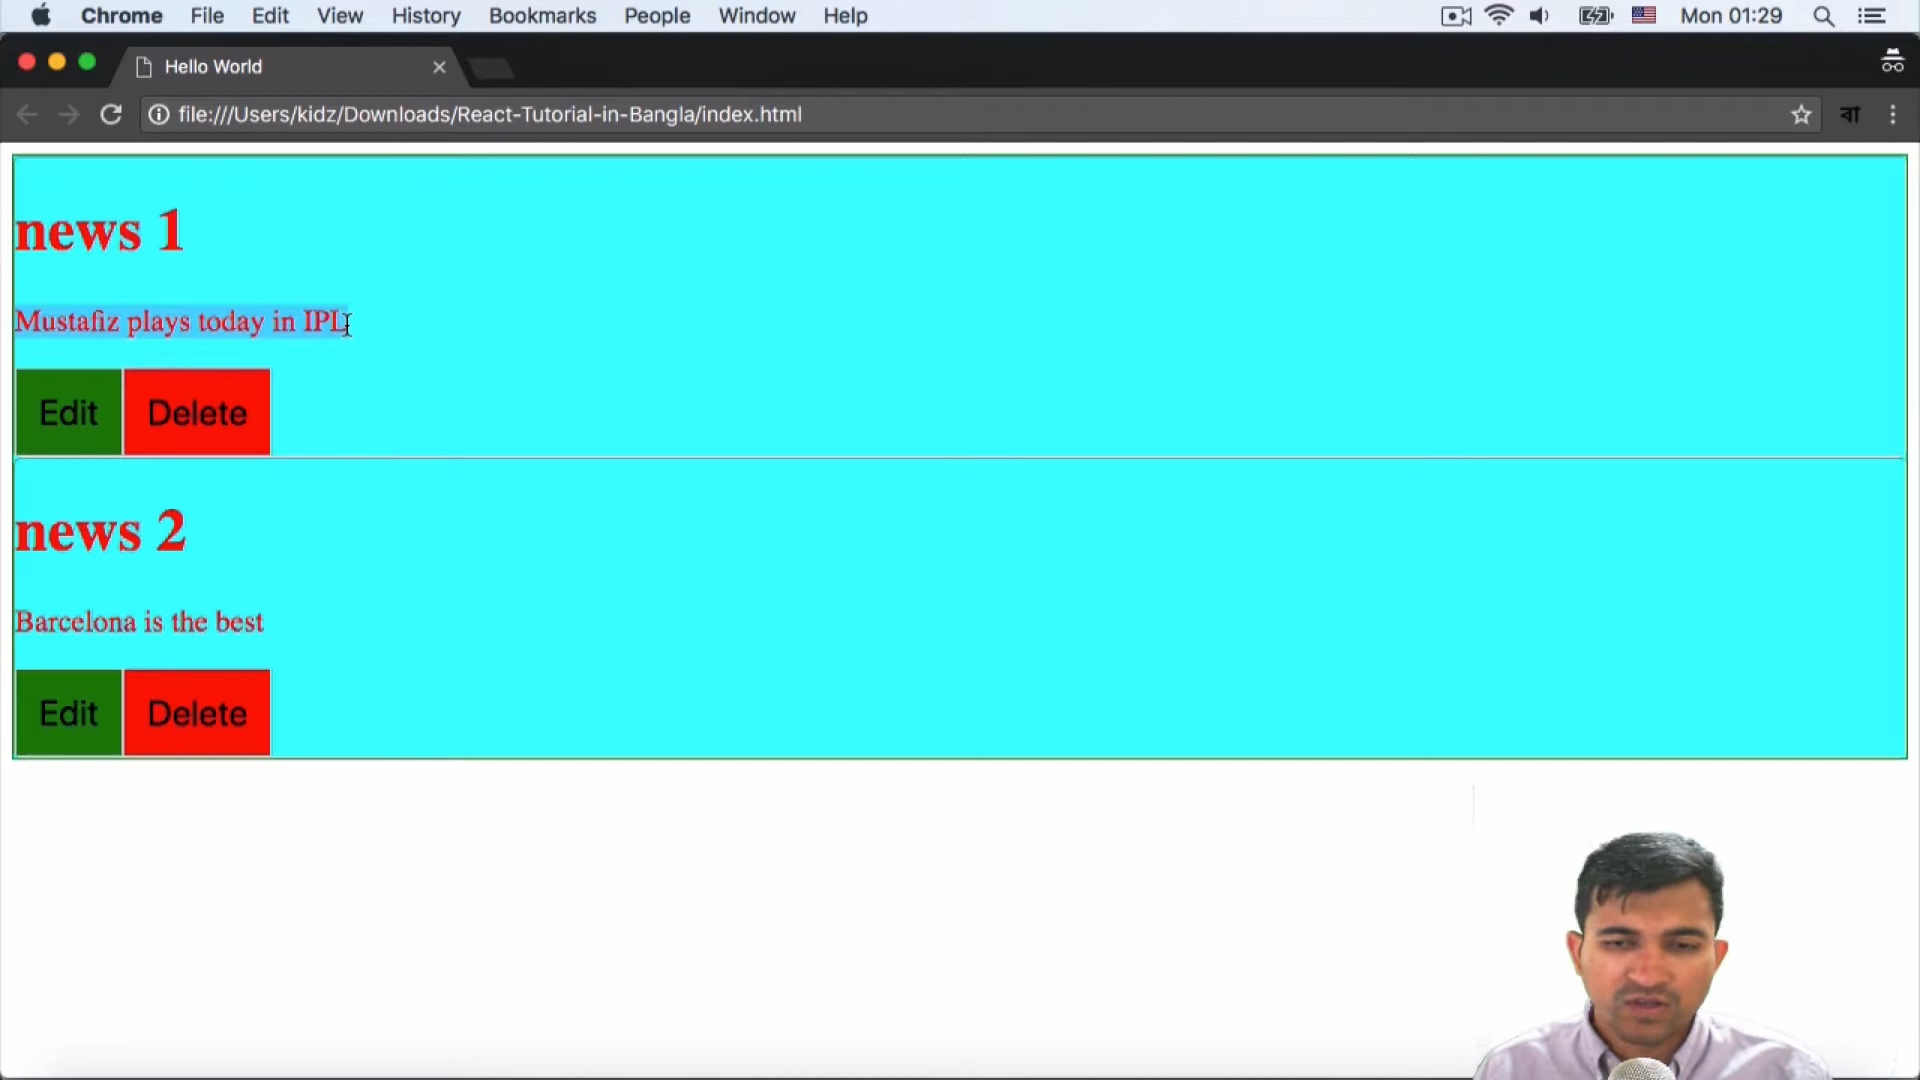 Chrome File Edit View History Bookmarks People Window Help Mon 01:29
Hello World
file:///Users/kidz/Downloads/React-Tutorial-in-Bangla/index.html বা
news 1
Mustafiz plays today in IPL
Edit Delete
news 2
Barcelona is the best
Edit Delete